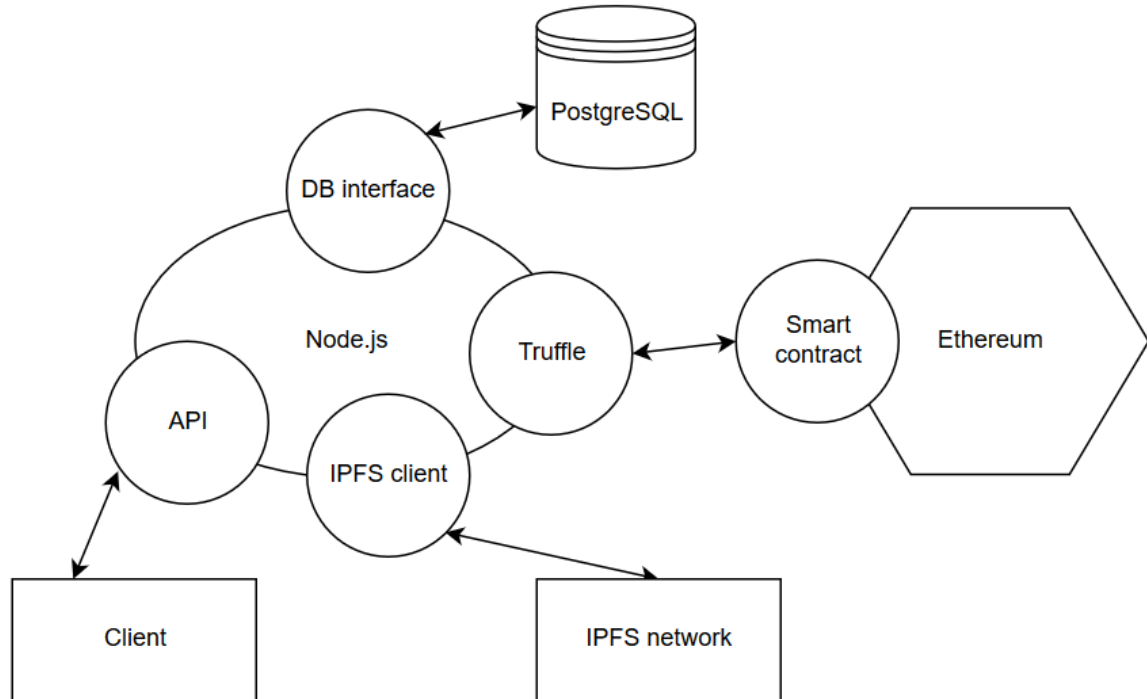 PostgreSQL
DB interface
Node.js
Truffle
Smart
contract
Ethereum
API
IPFS client
Client
IPFS network